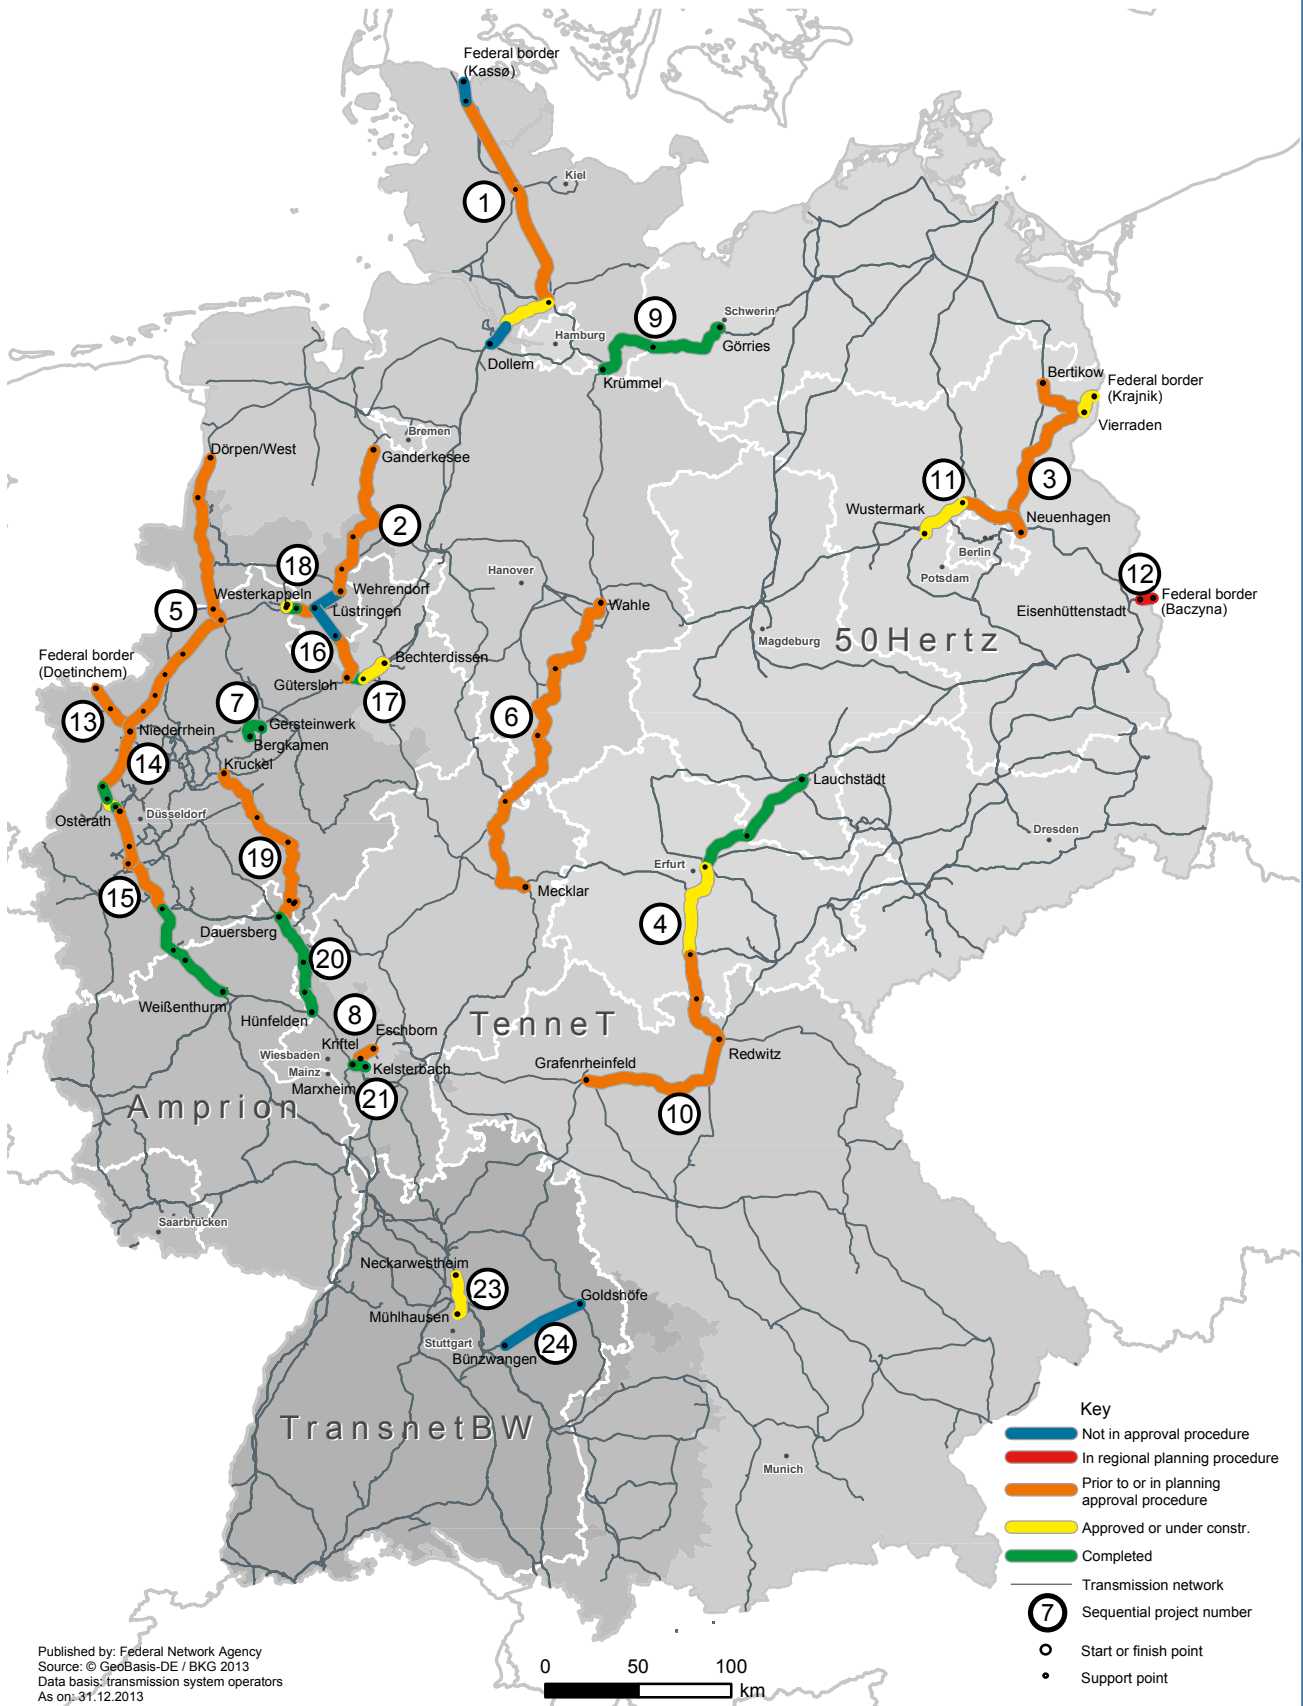 Federal border
(Kassø)
Kiel
1
Schwerin
9
Hamburg
Görries
Dollern
Krümmel
Bertikow
Federal border
(Krajnik)
Vierraden
Bremen
Dörpen/West
Ganderkesee
11
3
Wustermark
Neuenhagen
2
Berlin
18
Hanover
Potsdam
12
Westerkappeln
Wehrendorf
Federal border
(Baczyna)
5
Lüstringen
Wahle
Eisenhüttenstadt
Magdeburg
50Hertz
Federal border
(Doetinchem)
16
Bechterdissen
Gütersloh
17
13
7
Gersteinwerk
6
Niederrhein
Bergkamen
14
Kruckel
Lauchstädt
Osterath
Düsseldorf
Dresden
19
Erfurt
15
Mecklar
4
Dauersberg
20
Weißenthurm
Hünfelden
8
TenneT
Eschborn
Kriftel
Redwitz
Wiesbaden
Mainz
Kelsterbach
Grafenrheinfeld
Marxheim
21
Amprion
10
Saarbrücken
Neckarwestheim
23
Goldshöfe
Mühlhausen
Stuttgart
24
Bünzwangen
TransnetBW
Munich
Key
Not in approval procedure
In regional planning procedure
Prior to or in planning
approval procedure
Approved or under constr.
Completed
Transmission network
7 Sequential project number
Start or finish point
Support point
Published by: Federal Network Agency
Source: © GeoBasis-DE / BKG 2013
Data basis: transmission system operators
As on: 31.12.2013
0 50 100
km